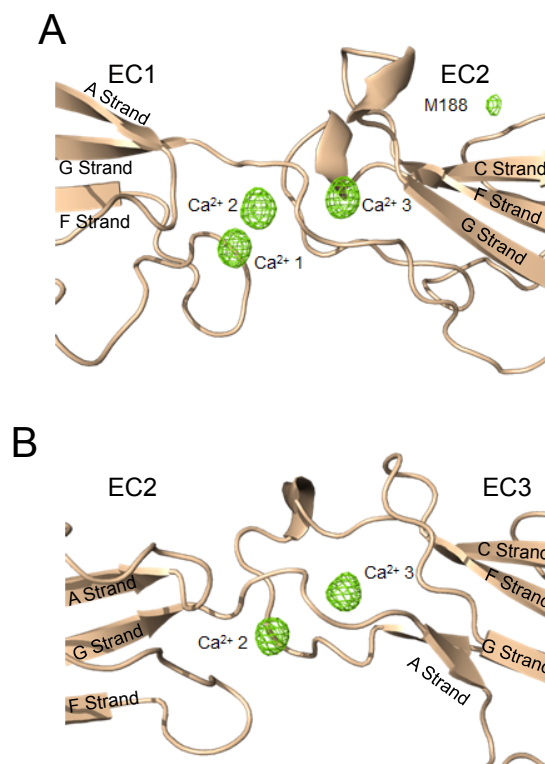 A
EC1
EC2
A Strand
M188
G Strand
C Strand
F Strand
Ca²⁺ 2
Ca²⁺ 3
F Strand
G Strand
Ca²⁺ 1
B
EC2
EC3
C Strand
Ca²⁺ 3
F Strand
A Strand
G Strand
Ca²⁺ 2
G Strand
A Strand
F Strand